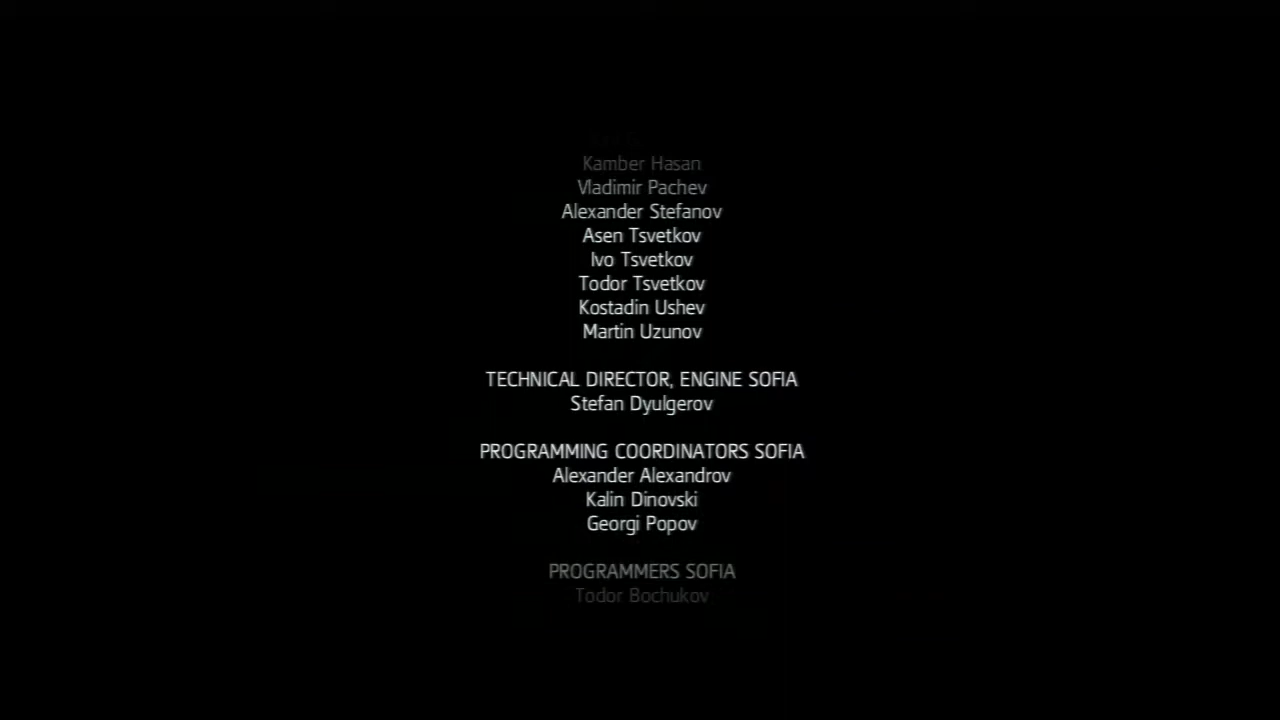 Kamber Hasan
Vladimir Pachev
Alexander Stefanov
Asen Tsvetkov
Ivo Tsvetkov
Todor Tsvetkov
Kostadin Ushev
Martin Uzunov
TECHNICAL DIRECTOR, ENGINE SOFIA
Stefan Dyulgerov
PROGRAMMING COORDINATORS SOFIA
Alexander Alexandrov
Kalin Dinovski
Georgi Popov
PROGRAMMERS SOFIA
Todor Bochukov